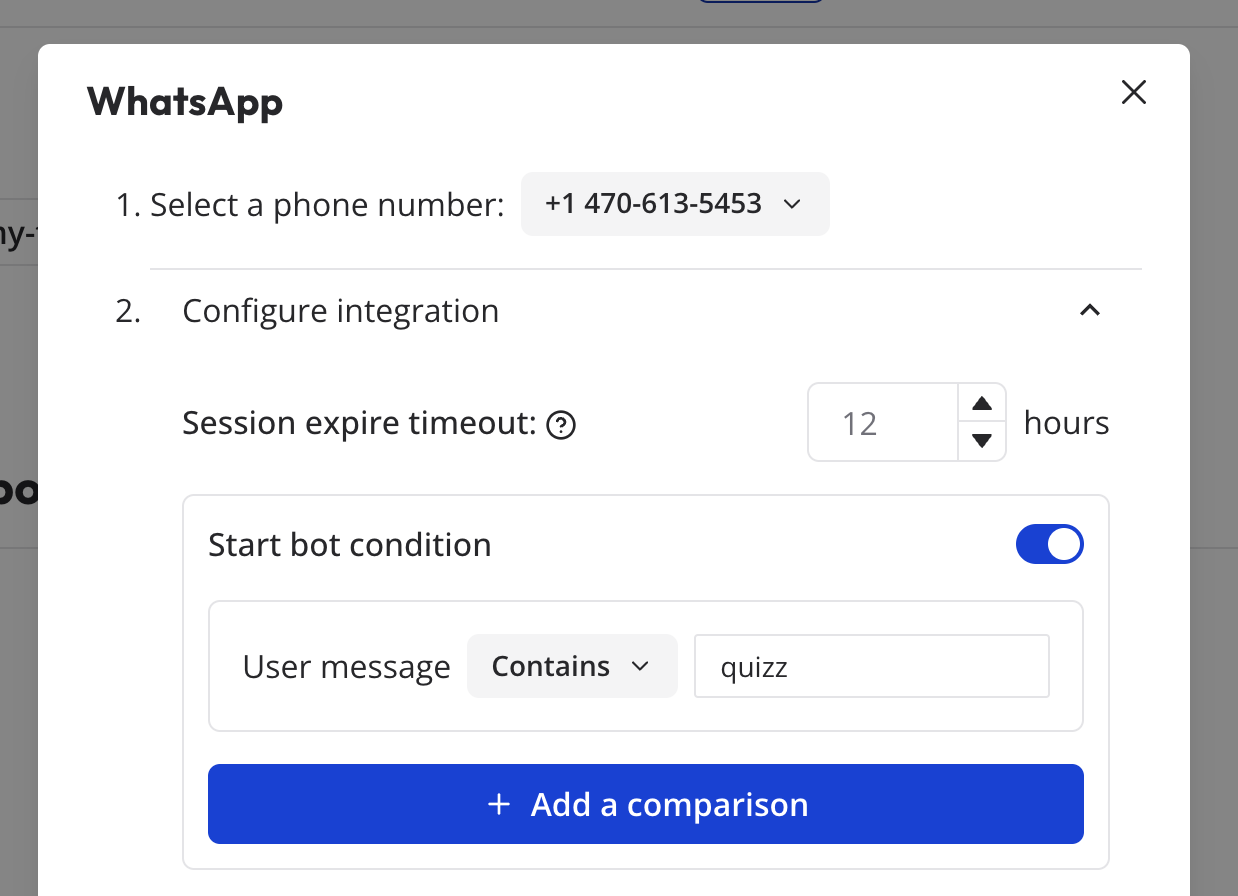 WhatsApp
1. Select a phone number: +1 470-613-5453
2. Configure integration
Session expire timeout: ? 12 hours
Start bot condition
User message Contains quizz
+ Add a comparison